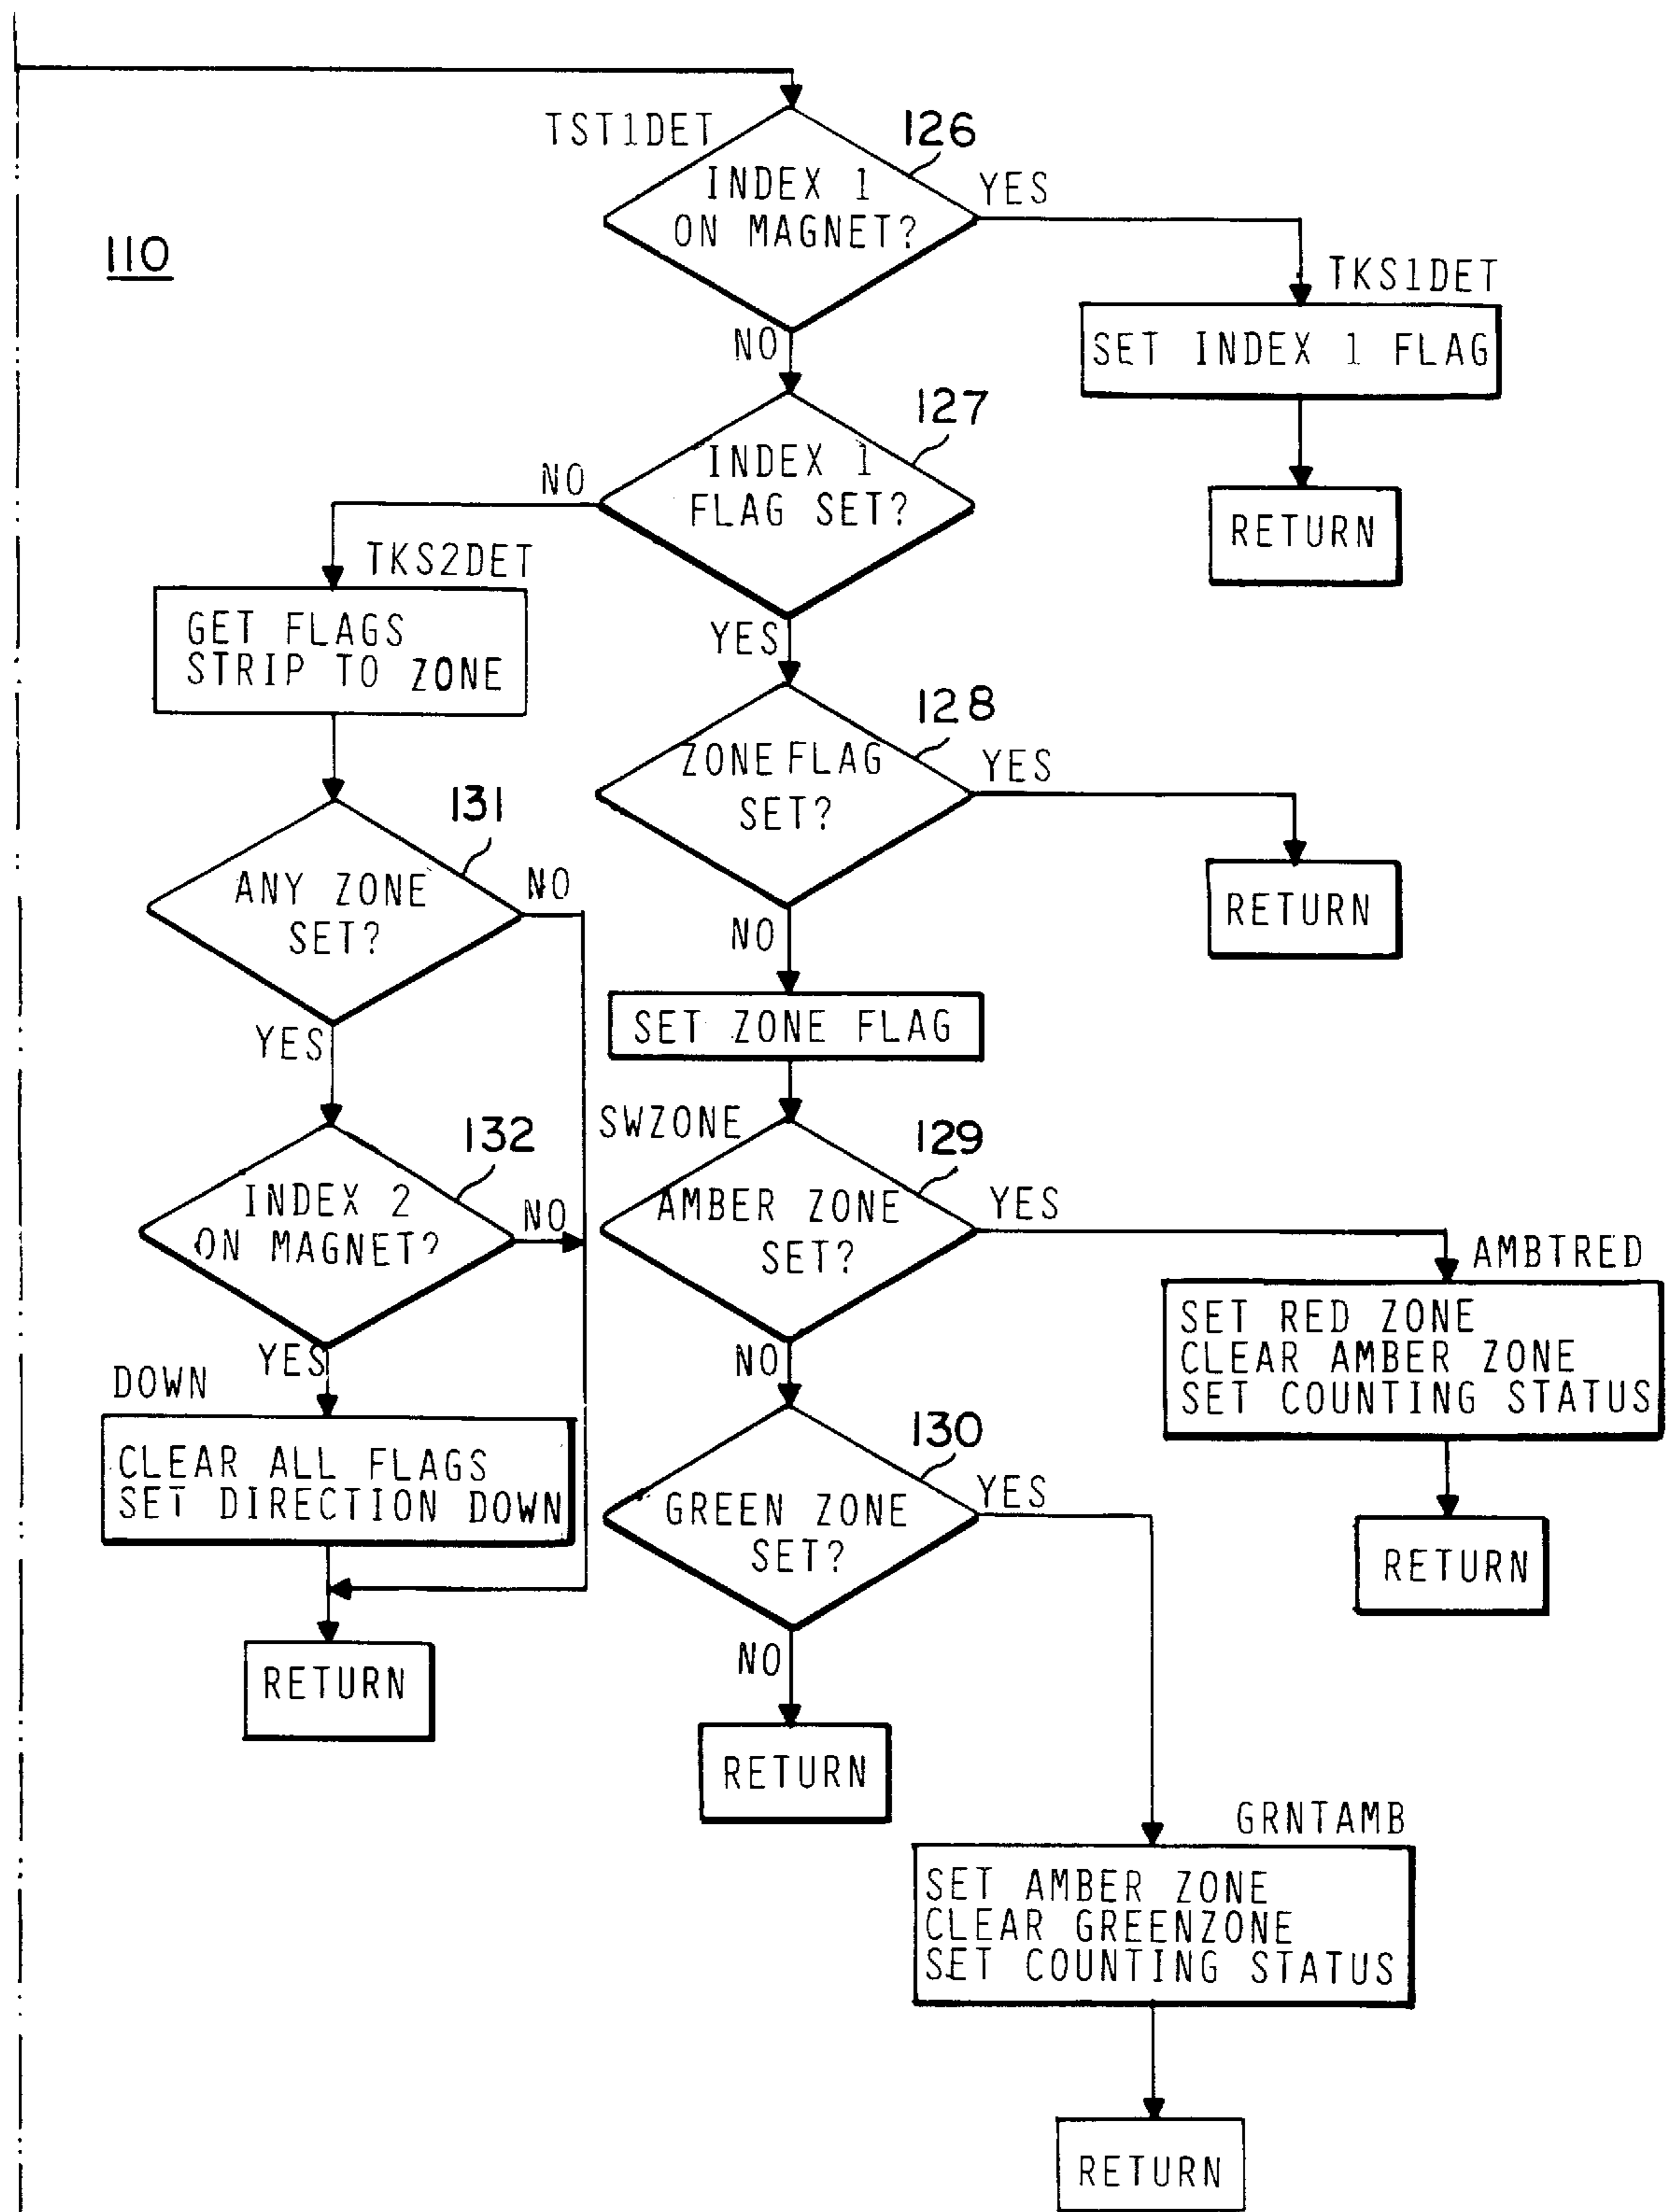 TST1DET
126
INDEX 1
ON MAGNET?
YES
110
TKS1DET
NO
SET INDEX 1 FLAG
127
INDEX 1
FLAG SET?
NO
RETURN
TKS2DET
GET FLAGS
STRIP TO ZONE
YES
128
ZONE FLAG
SET?
YES
131
ANY ZONE
SET?
NO
RETURN
NO
SET ZONE FLAG
YES
SWZONE
132
129
INDEX 2
ON MAGNET?
NO
AMBER ZONE
SET?
YES
AMBTRED
SET RED ZONE
CLEAR AMBER ZONE
SET COUNTING STATUS
YES
NO
DOWN
CLEAR ALL FLAGS
SET DIRECTION DOWN
130
GREEN ZONE
SET?
YES
RETURN
RETURN
NO
RETURN
GRNTAMB
SET AMBER ZONE
CLEAR GREENZONE
SET COUNTING STATUS
RETURN